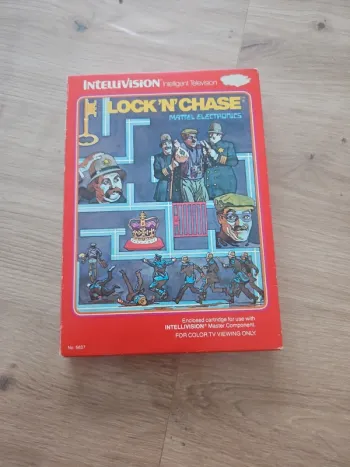 INTELLIVISION Intelligent Television
LOCK'N'CHASE
MATTEL ELECTRONICS
Enclosed cartridge for use with
INTELLIVISION® Master Component.
FOR COLOR TV VIEWING ONLY